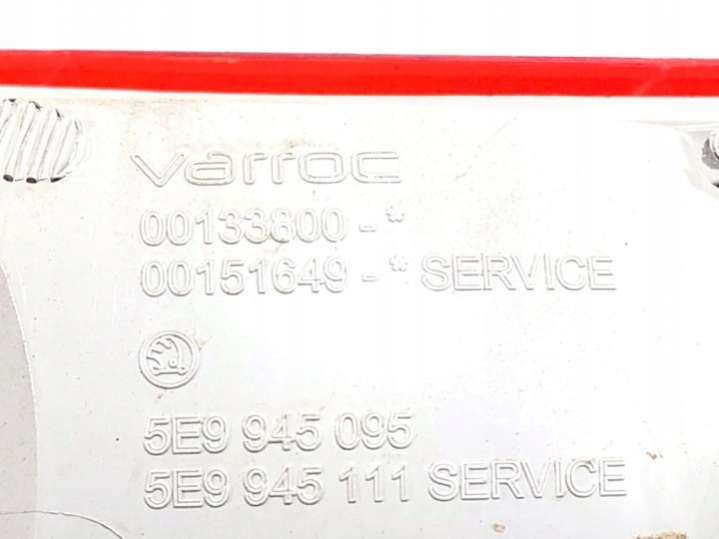 varroc
00133800-*
00151649-* SERVICE
5E9 945 095
5E9 945 111 SERVICE